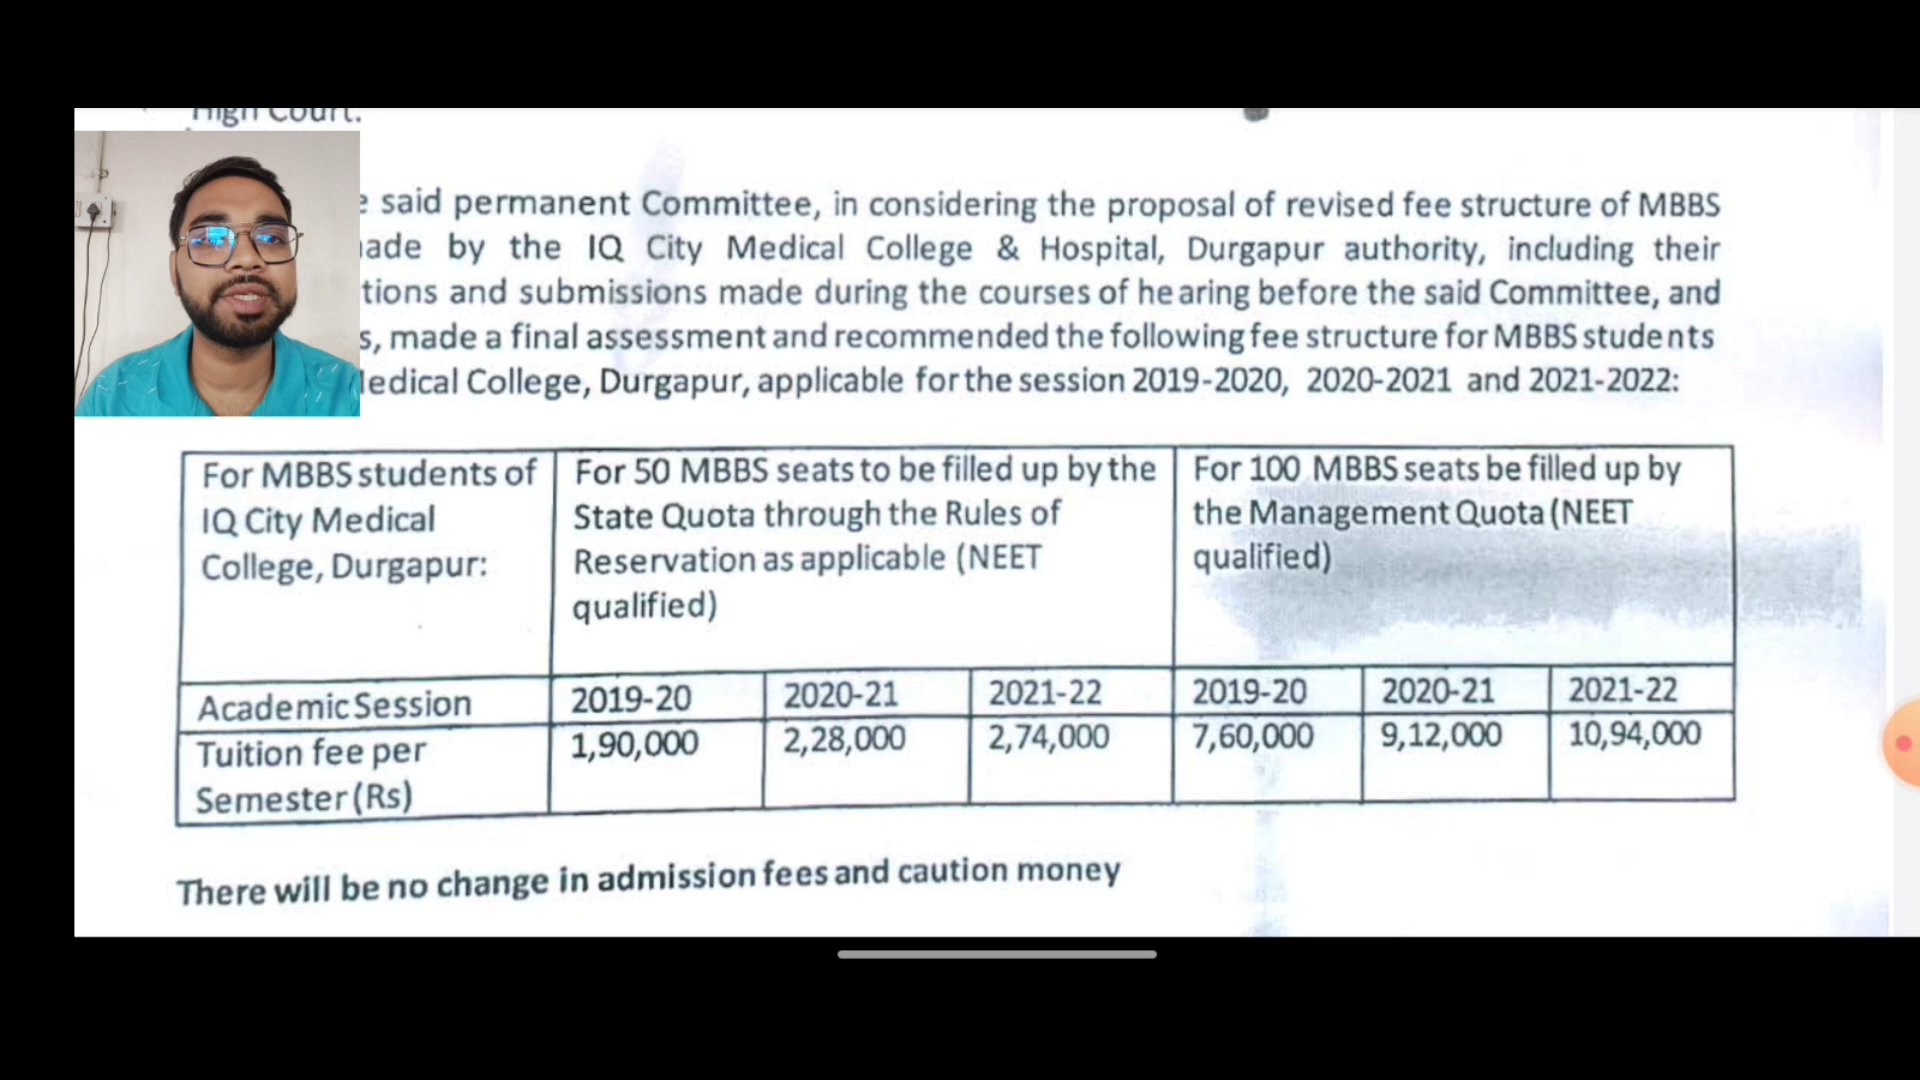 High Court.
said permanent Committee, in considering the proposal of revised fee structure of MBBS
by the IQ City Medical College & Hospital, Durgapur authority, including their
and submissions made during the courses of hearing before the said Committee, and
made a final assessment and recommended the following fee structure for MBBS students
College, Durgapur, applicable for the session 2019-2020, 2020-2021 and 2021-2022:
For MBBS students of
IQ City Medical
College, Durgapur:
For 50 MBBS seats to be filled up by the
State Quota through the Rules of
Reservation as applicable (NEET
qualified)
For 100 MBBS seats be filled up by
the Management Quota (NEET
qualified)
Academic Session 2019-20 2020-21 2021-22 2019-20 2020-21 2021-22
Tuition fee per
Semester (Rs) 1,90,000 2,28,000 2,74,000 7,60,000 9,12,000 10,94,000
There will be no change in admission fees and caution money